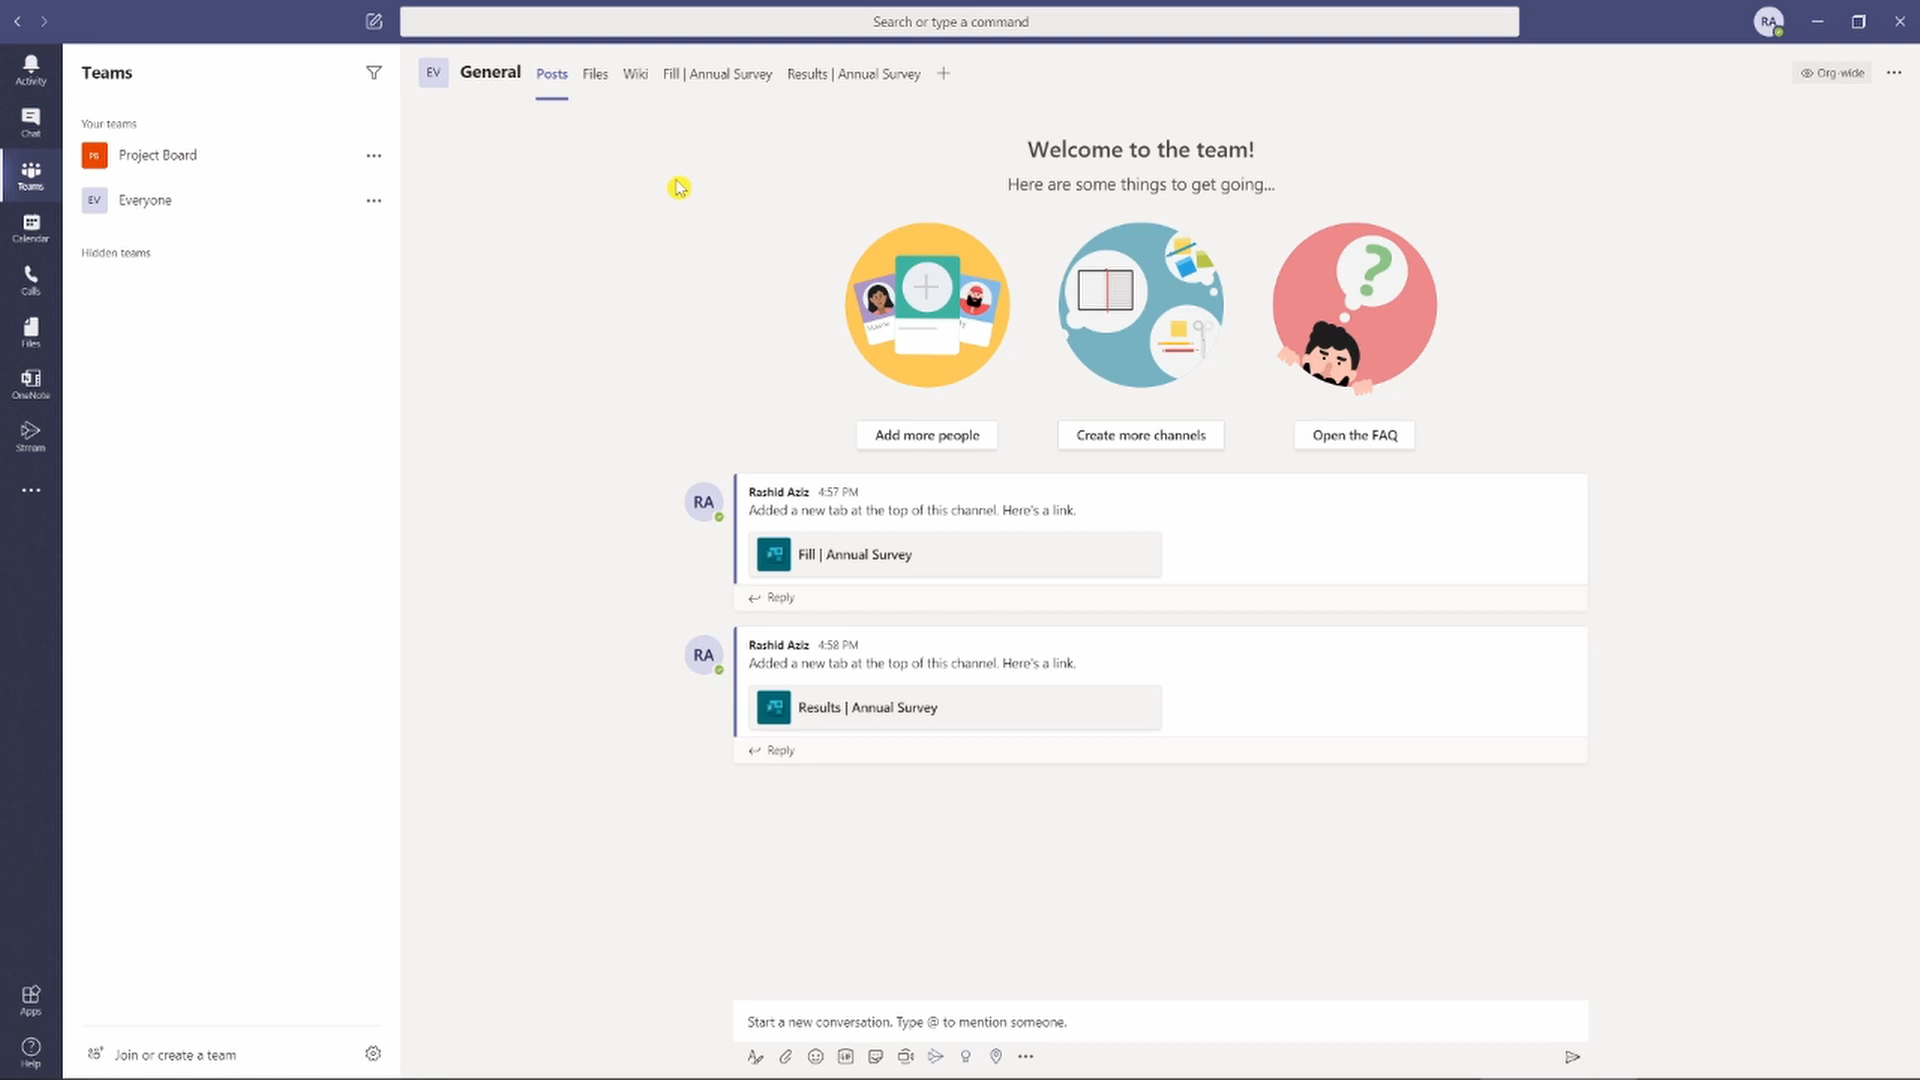 Search or type a command
RA
Activity
Chat
Teams
Calendar
Calls
Files
OneNote
Stream
Apps
Help
Teams
Your teams
PB Project Board
EV Everyone
Hidden teams
Join or create a team
EV General Posts Files Wiki Fill | Annual Survey Results | Annual Survey
Org-wide
Welcome to the team!
Here are some things to get going...
Add more people
Create more channels
Open the FAQ
RA
Rashid Aziz 4:57 PM
Added a new tab at the top of this channel. Here's a link.
Fill | Annual Survey
Reply
RA
Rashid Aziz 4:58 PM
Added a new tab at the top of this channel. Here's a link.
Results | Annual Survey
Reply
Start a new conversation. Type @ to mention someone.
GIF